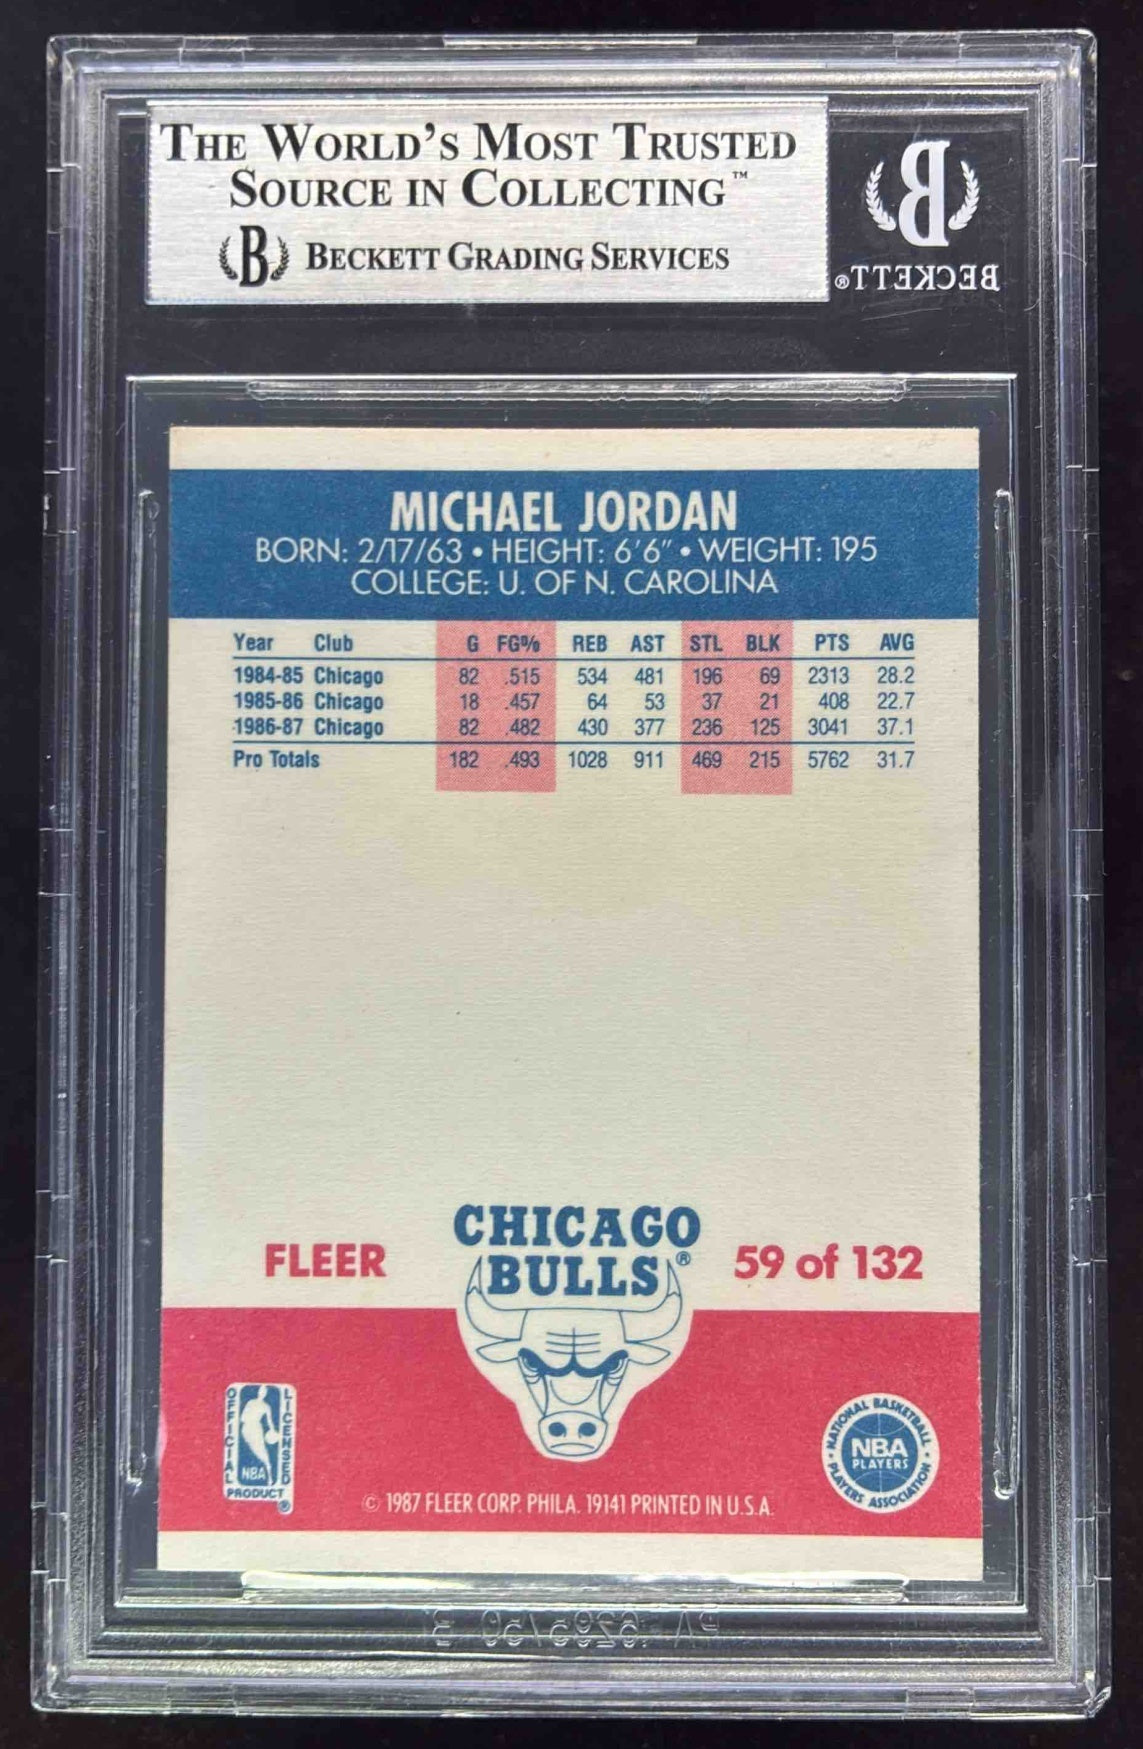 THE WORLD'S MOST TRUSTED
SOURCE IN COLLECTING™
B BECKETT GRADING SERVICES
B
BECKETT®
MICHAEL JORDAN
BORN: 2/17/63 • HEIGHT: 6'6" • WEIGHT: 195
COLLEGE: U. OF N. CAROLINA
Year Club G FG% REB AST STL BLK PTS AVG
1984-85 Chicago 82 .515 534 481 196 69 2313 28.2
1985-86 Chicago 18 .457 64 53 37 21 408 22.7
1986-87 Chicago 82 .482 430 377 236 125 3041 37.1
Pro Totals 182 .493 1028 911 469 215 5762 31.7
CHICAGO
BULLS®
FLEER
59 of 132
OFFICIAL LICENSED
NBA
PRODUCT®
NATIONAL BASKETBALL
NBA
PLAYERS
PLAYERS ASSOCIATION
© 1987 FLEER CORP. PHILA. 19141 PRINTED IN U.S.A.